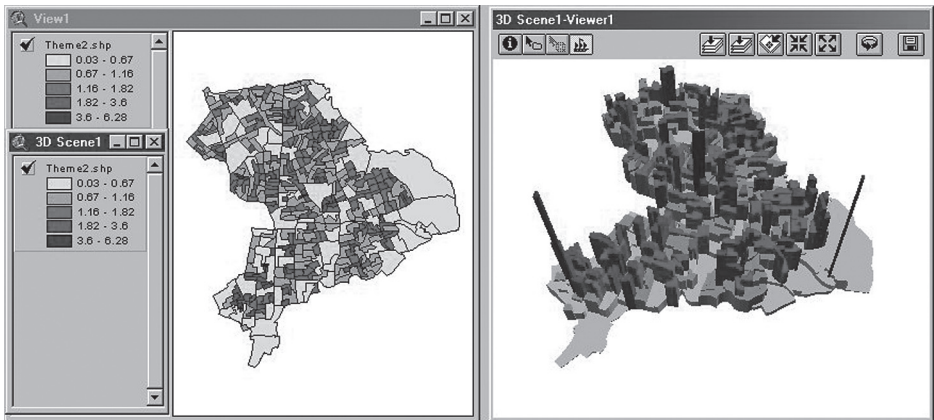 View1
Theme2.shp
0.03 - 0.67
0.67 - 1.16
1.16 - 1.82
1.82 - 3.6
3.6 - 6.28
3D Scene1
Theme2.shp
0.03 - 0.67
0.67 - 1.16
1.16 - 1.82
1.82 - 3.6
3.6 - 6.28
3D Scene1-Viewer1